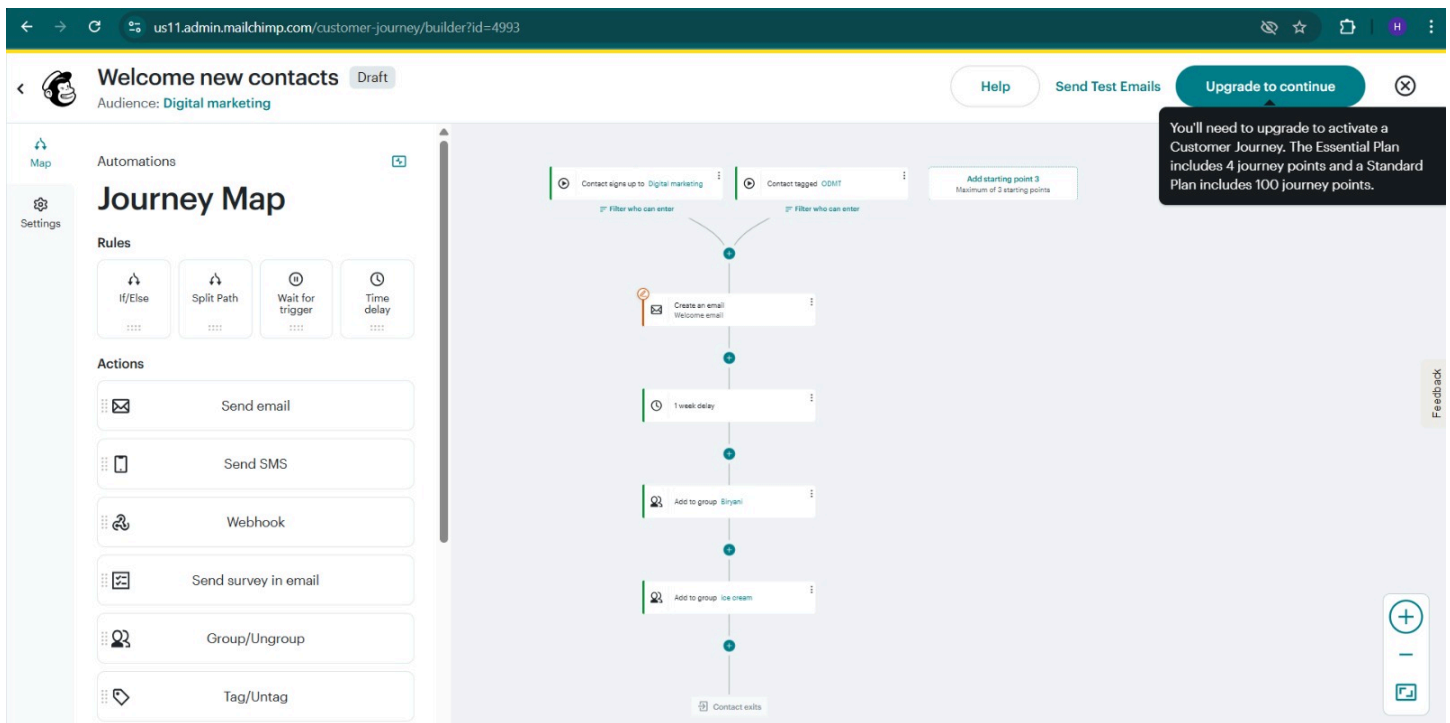 us11.admin.mailchimp.com/customer-journey/builder?id=4993
H
Welcome new contacts Draft
Audience: Digital marketing
Help
Send Test Emails
Upgrade to continue
You'll need to upgrade to activate a
Customer Journey. The Essential Plan
includes 4 journey points and a Standard
Plan includes 100 journey points.
Map
Settings
Automations
Journey Map
Rules
If/Else
Split Path
Wait for
trigger
Time
delay
Actions
Send email
Send SMS
Webhook
Send survey in email
Group/Ungroup
Tag/Untag
Contact signs up to Digital marketing
Filter who can enter
Contact tagged ODMT
Filter who can enter
Add starting point 3
Maximum of 3 starting points
Create an email
Welcome email
1 week delay
Add to group Biryani
Add to group Ice cream
Contact exits
Feedback